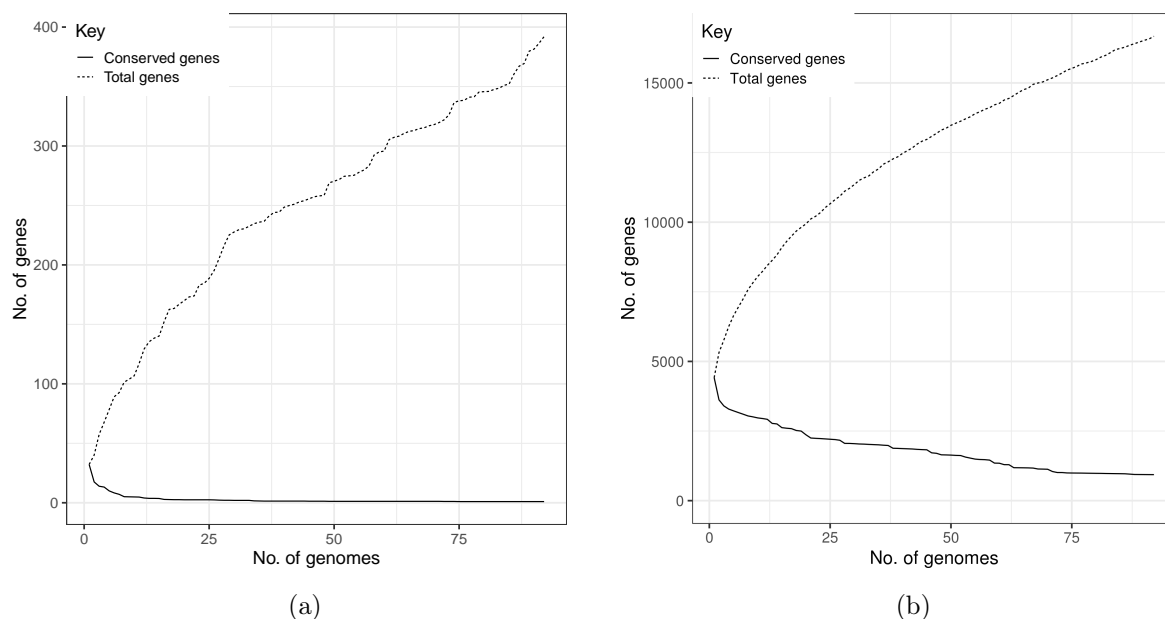 Key
Conserved genes
Total genes
400
300
200
100
0
No. of genes
0
25
50
75
No. of genomes
(a)
Key
Conserved genes
Total genes
15000
10000
5000
0
No. of genes
0
25
50
75
No. of genomes
(b)